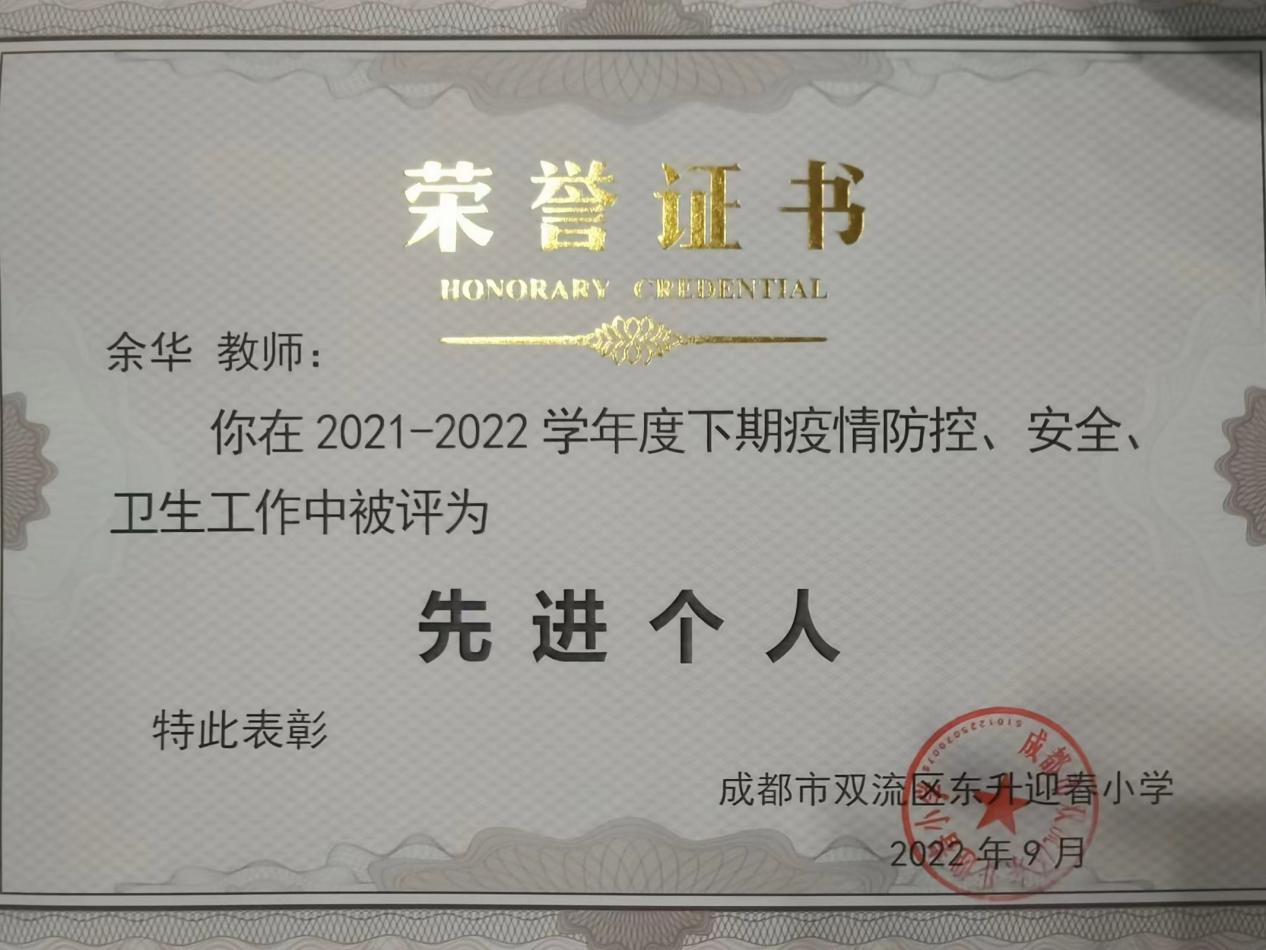 荣誉证书
HONORARY CREDENTIAL
余华 教师：
你在 2021-2022 学年度下期疫情防控、安全、
卫生工作中被评为
先进个人
特此表彰
成都市双流区东升迎春小学
2022 年 9 月